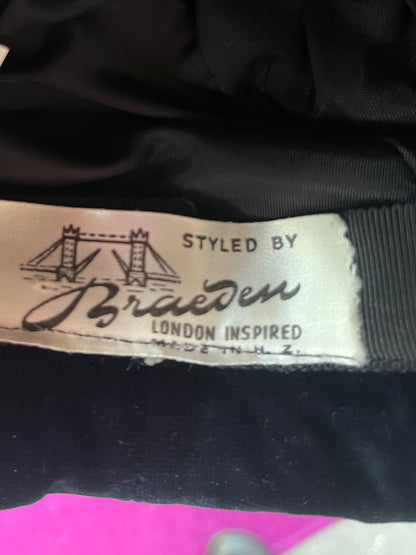 STYLED BY
Braeden
LONDON INSPIRED
MADE IN N. Z.